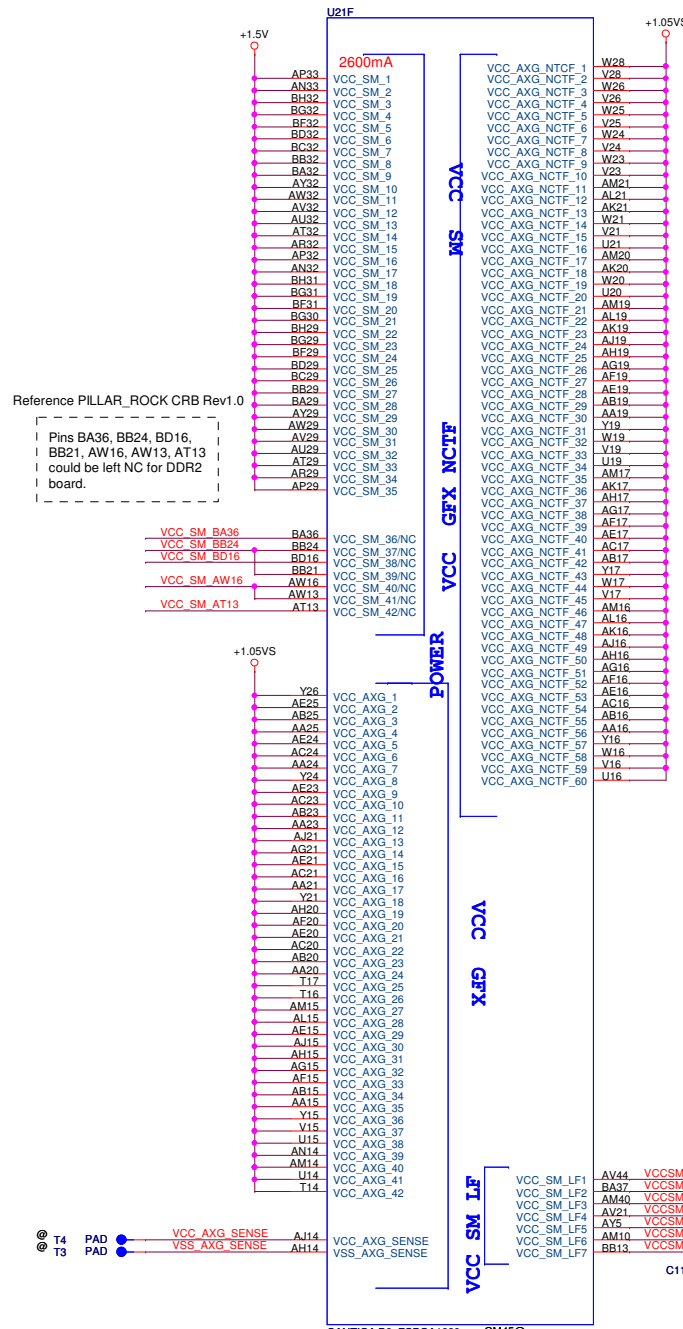 U21F
+1.5V
+1.05VS
2600mA
AP33 VCC_SM_1
AN33 VCC_SM_2
BH32 VCC_SM_3
BG32 VCC_SM_4
BF32 VCC_SM_5
BD32 VCC_SM_6
BC32 VCC_SM_7
BB32 VCC_SM_8
BA32 VCC_SM_9
AY32 VCC_SM_10
AW32 VCC_SM_11
AV32 VCC_SM_12
AU32 VCC_SM_13
AT32 VCC_SM_14
AR32 VCC_SM_15
AP32 VCC_SM_16
AN32 VCC_SM_17
BH31 VCC_SM_18
BG31 VCC_SM_19
BF31 VCC_SM_20
BG30 VCC_SM_21
BH29 VCC_SM_22
BG29 VCC_SM_23
BF29 VCC_SM_24
BD29 VCC_SM_25
BC29 VCC_SM_26
BB29 VCC_SM_27
BA29 VCC_SM_28
AY29 VCC_SM_29
AW29 VCC_SM_30
AV29 VCC_SM_31
AU29 VCC_SM_32
AT29 VCC_SM_33
AR29 VCC_SM_34
AP29 VCC_SM_35
Reference PILLAR_ROCK CRB Rev1.0
Pins BA36, BB24, BD16,
BB21, AW16, AW13, AT13
could be left NC for DDR2
board.
VCC_SM_BA36 BA36 VCC_SM_36/NC
VCC_SM_BB24 BB24 VCC_SM_37/NC
VCC_SM_BD16 BD16 VCC_SM_38/NC
BB21 VCC_SM_39/NC
VCC_SM_AW16 AW16 VCC_SM_40/NC
AW13 VCC_SM_41/NC
VCC_SM_AT13 AT13 VCC_SM_42/NC
VCC SM
VCC GFX NCTF
POWER
VCC_AXG_NTCF_1 W28
VCC_AXG_NCTF_2 V28
VCC_AXG_NCTF_3 W26
VCC_AXG_NCTF_4 V26
VCC_AXG_NCTF_5 W25
VCC_AXG_NCTF_6 V25
VCC_AXG_NCTF_7 W24
VCC_AXG_NCTF_8 V24
VCC_AXG_NCTF_9 W23
VCC_AXG_NCTF_10 V23
VCC_AXG_NCTF_11 AM21
VCC_AXG_NCTF_12 AL21
VCC_AXG_NCTF_13 AK21
VCC_AXG_NCTF_14 W21
VCC_AXG_NCTF_15 V21
VCC_AXG_NCTF_16 U21
VCC_AXG_NCTF_17 AM20
VCC_AXG_NCTF_18 AK20
VCC_AXG_NCTF_19 W20
VCC_AXG_NCTF_20 U20
VCC_AXG_NCTF_21 AM19
VCC_AXG_NCTF_22 AL19
VCC_AXG_NCTF_23 AK19
VCC_AXG_NCTF_24 AJ19
VCC_AXG_NCTF_25 AH19
VCC_AXG_NCTF_26 AG19
VCC_AXG_NCTF_27 AF19
VCC_AXG_NCTF_28 AE19
VCC_AXG_NCTF_29 AB19
VCC_AXG_NCTF_30 AA19
VCC_AXG_NCTF_31 Y19
VCC_AXG_NCTF_32 W19
VCC_AXG_NCTF_33 V19
VCC_AXG_NCTF_34 U19
VCC_AXG_NCTF_35 AM17
VCC_AXG_NCTF_36 AK17
VCC_AXG_NCTF_37 AH17
VCC_AXG_NCTF_38 AG17
VCC_AXG_NCTF_39 AF17
VCC_AXG_NCTF_40 AE17
VCC_AXG_NCTF_41 AC17
VCC_AXG_NCTF_42 AB17
VCC_AXG_NCTF_43 Y17
VCC_AXG_NCTF_44 W17
VCC_AXG_NCTF_45 V17
VCC_AXG_NCTF_46 AM16
VCC_AXG_NCTF_47 AL16
VCC_AXG_NCTF_48 AK16
VCC_AXG_NCTF_49 AJ16
VCC_AXG_NCTF_50 AH16
VCC_AXG_NCTF_51 AG16
VCC_AXG_NCTF_52 AF16
VCC_AXG_NCTF_53 AE16
VCC_AXG_NCTF_54 AC16
VCC_AXG_NCTF_55 AB16
VCC_AXG_NCTF_56 AA16
VCC_AXG_NCTF_57 Y16
VCC_AXG_NCTF_58 W16
VCC_AXG_NCTF_59 V16
VCC_AXG_NCTF_60 U16
+1.05VS
Y26 VCC_AXG_1
AE25 VCC_AXG_2
AB25 VCC_AXG_3
AA25 VCC_AXG_4
AE24 VCC_AXG_5
AC24 VCC_AXG_6
AA24 VCC_AXG_7
Y24 VCC_AXG_8
AE23 VCC_AXG_9
AC23 VCC_AXG_10
AB23 VCC_AXG_11
AA23 VCC_AXG_12
AJ21 VCC_AXG_13
AG21 VCC_AXG_14
AE21 VCC_AXG_15
AC21 VCC_AXG_16
AA21 VCC_AXG_17
Y21 VCC_AXG_18
AH20 VCC_AXG_19
AF20 VCC_AXG_20
AE20 VCC_AXG_21
AC20 VCC_AXG_22
AB20 VCC_AXG_23
AA20 VCC_AXG_24
T17 VCC_AXG_25
T16 VCC_AXG_26
AM15 VCC_AXG_27
AL15 VCC_AXG_28
AE15 VCC_AXG_29
AJ15 VCC_AXG_30
AH15 VCC_AXG_31
AG15 VCC_AXG_32
AF15 VCC_AXG_33
AB15 VCC_AXG_34
AA15 VCC_AXG_35
Y15 VCC_AXG_36
V15 VCC_AXG_37
U15 VCC_AXG_38
AN14 VCC_AXG_39
AM14 VCC_AXG_40
U14 VCC_AXG_41
T14 VCC_AXG_42
VCC GFX
@ T4 PAD VCC_AXG_SENSE AJ14 VCC_AXG_SENSE
@ T3 PAD VSS_AXG_SENSE AH14 VSS_AXG_SENSE
VCC SM LF
VCC_SM_LF1 AV44 VCCSM
VCC_SM_LF2 BA37 VCCSM
VCC_SM_LF3 AM40 VCCSM
VCC_SM_LF4 AV21 VCCSM
VCC_SM_LF5 AY5 VCCSM
VCC_SM_LF6 AM10 VCCSM
VCC_SM_LF7 BB13 VCCSM
C11